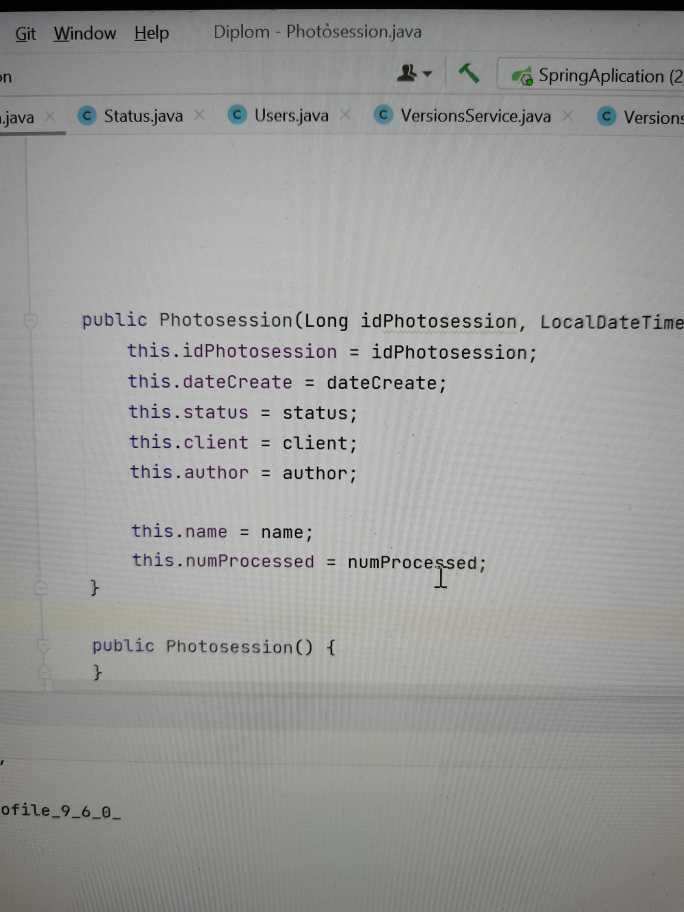 Git Window Help Diplom - Photosession.java
on SpringAplication (2
.java Status.java Users.java VersionsService.java Versions
public Photosession(Long idPhotosession, LocalDateTime
this.idPhotosession = idPhotosession;
this.dateCreate = dateCreate;
this.status = status;
this.client = client;
this.author = author;
this.name = name;
this.numProcessed = numProcessed;
}
public Photosession() {
}
ofile_9_6_0_